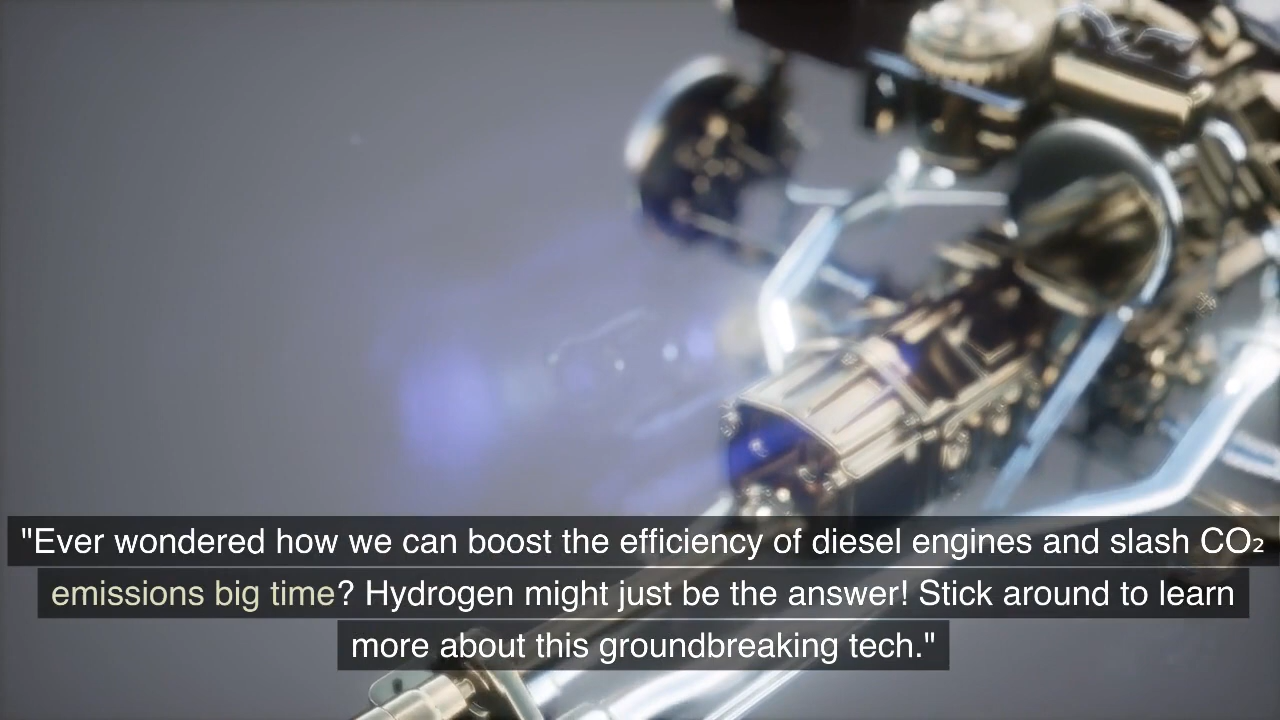 "Ever wondered how we can boost the efficiency of diesel engines and slash CO₂
emissions big time? Hydrogen might just be the answer! Stick around to learn
more about this groundbreaking tech."